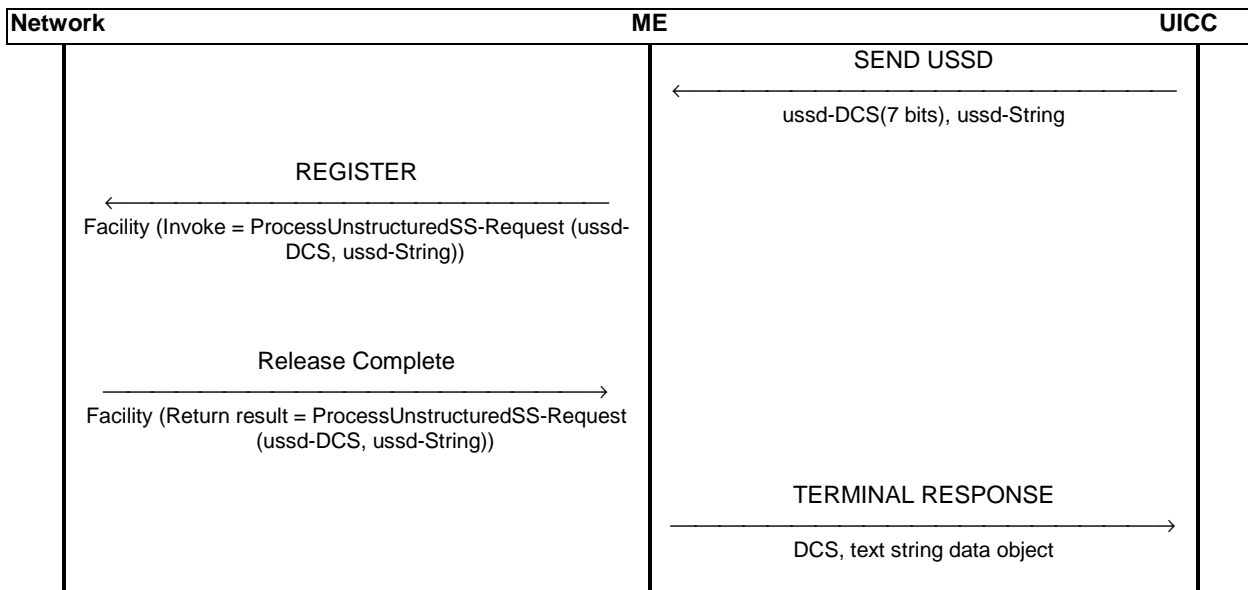 Network ME UICC
SEND USSD
ussd-DCS(7 bits), ussd-String
REGISTER
Facility (Invoke = ProcessUnstructuredSS-Request (ussd-
DCS, ussd-String))
Release Complete
Facility (Return result = ProcessUnstructuredSS-Request
(ussd-DCS, ussd-String))
TERMINAL RESPONSE
DCS, text string data object